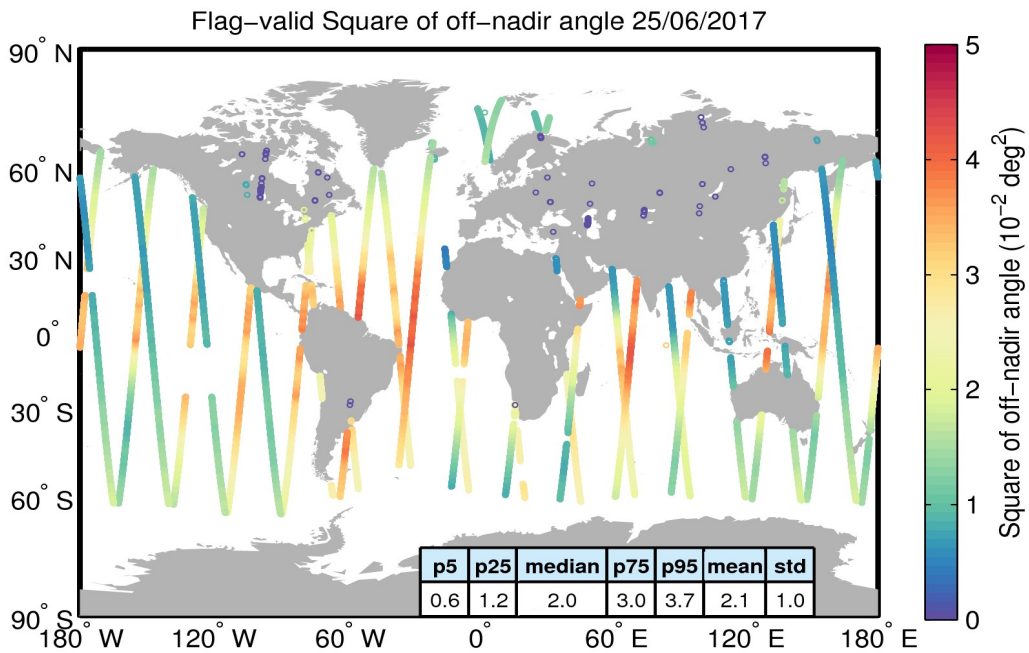 Flag−valid Square of off−nadir angle 25/06/2017
90° N
60° N
30° N
0°
30° S
60° S
90° S
180° W
120° W
60° W
0°
60° E
120° E
180° E
p5 p25 median p75 p95 mean std
0.6 1.2 2.0 3.0 3.7 2.1 1.0
5
4
3
2
1
0
Square of off−nadir angle (10⁻² deg²)